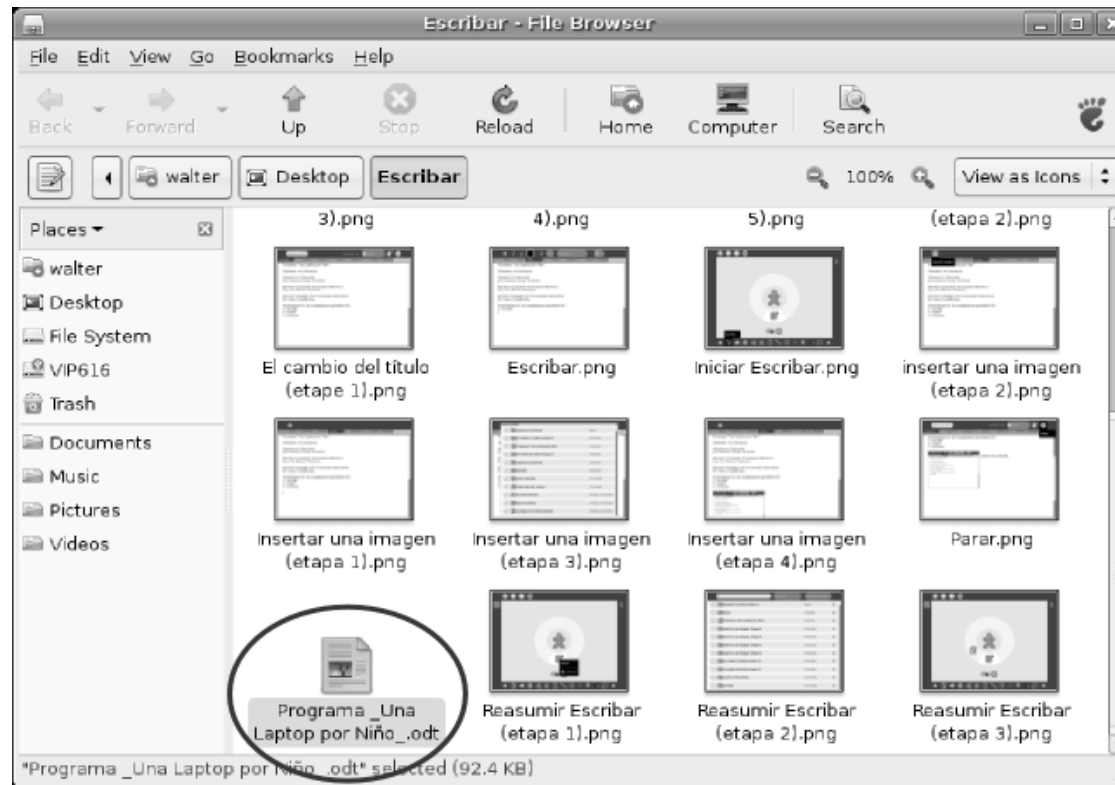 Escribar - File Browser
File Edit View Go Bookmarks Help
Back Forward Up Stop Reload Home Computer Search
walter Desktop Escribar 100% View as Icons
Places
walter
Desktop
File System
VIP616
Trash
Documents
Music
Pictures
Videos
3).png 4).png 5).png (etapa 2).png
El cambio del título Escribar.png Iniciar Escribar.png insertar una imagen
(etape 1).png (etapa 2).png
Insertar una imagen Insertar una imagen Insertar una imagen Parar.png
(etapa 1).png (etapa 3).png (etapa 4).png
Programa _Una Reasumir Escribar Reasumir Escribar Reasumir Escribar
Laptop por Niño_.odt (etapa 1).png (etapa 2).png (etapa 3).png
"Programa _Una Laptop por Niño_.odt" selected (92.4 KB)